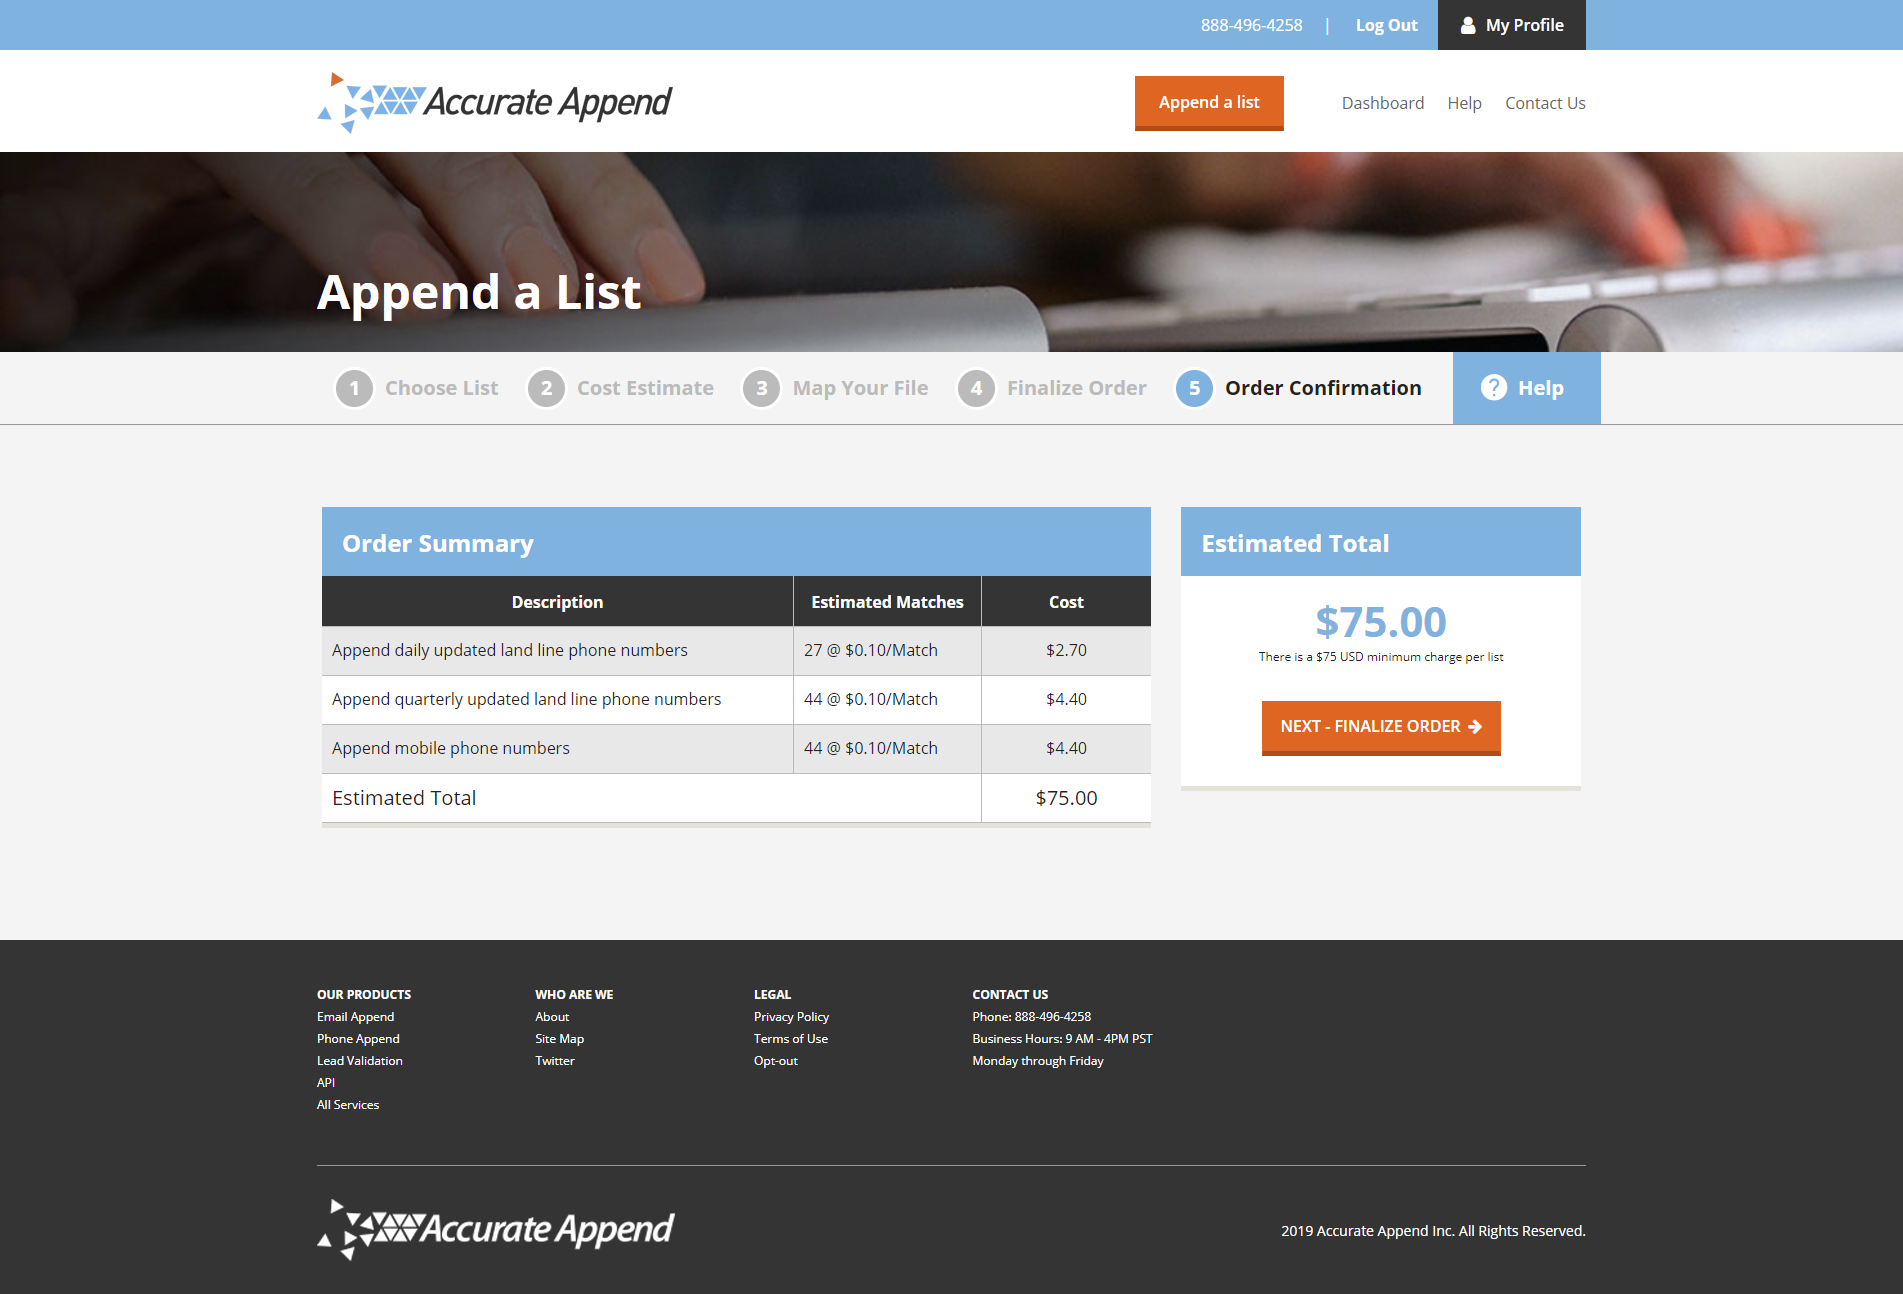 888-496-4258 | Log Out My Profile
Accurate Append
Append a list Dashboard Help Contact Us
Append a List
1 Choose List 2 Cost Estimate 3 Map Your File 4 Finalize Order 5 Order Confirmation ? Help
Order Summary
Description Estimated Matches Cost
Append daily updated land line phone numbers 27 @ $0.10/Match $2.70
Append quarterly updated land line phone numbers 44 @ $0.10/Match $4.40
Append mobile phone numbers 44 @ $0.10/Match $4.40
Estimated Total $75.00
Estimated Total
$75.00
There is a $75 USD minimum charge per list
NEXT - FINALIZE ORDER
OUR PRODUCTS
Email Append
Phone Append
Lead Validation
API
All Services
WHO ARE WE
About
Site Map
Twitter
LEGAL
Privacy Policy
Terms of Use
Opt-out
CONTACT US
Phone: 888-496-4258
Business Hours: 9 AM - 4PM PST
Monday through Friday
Accurate Append
2019 Accurate Append Inc. All Rights Reserved.